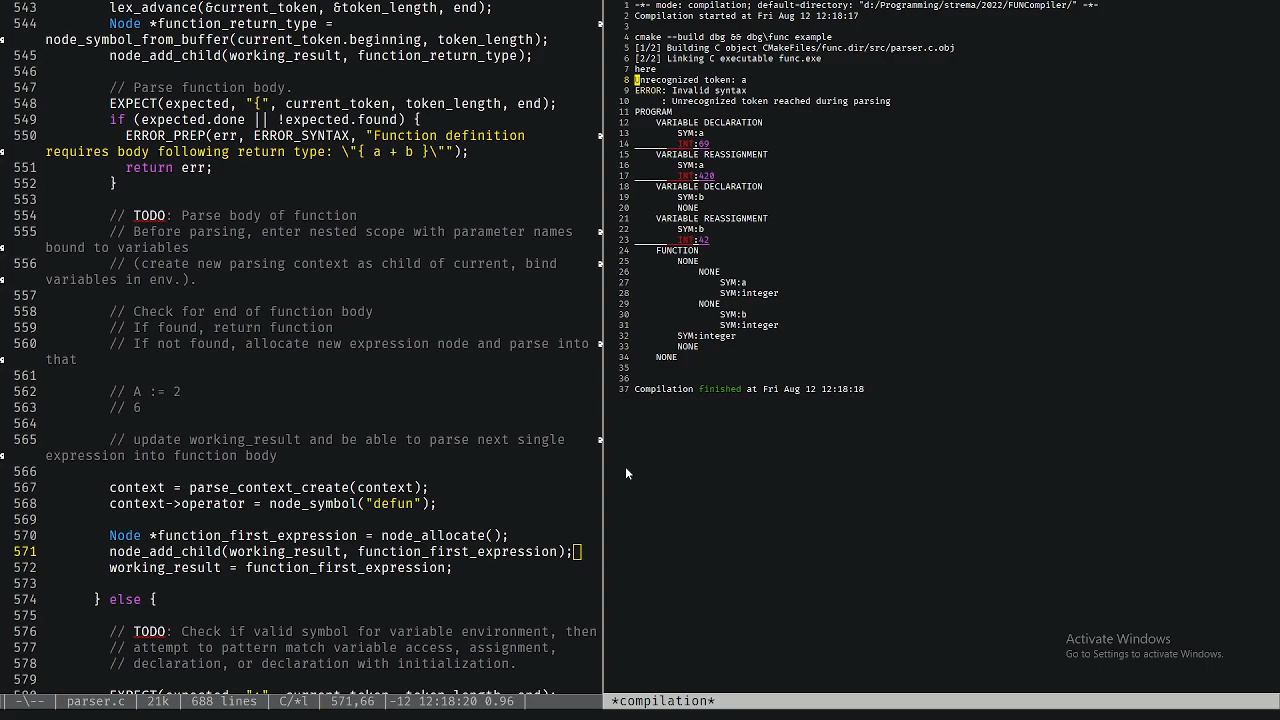 543         lex_advance(&current_token, &token_length, end);
544         Node *function_return_type =
node_symbol_from_buffer(current_token.beginning, token_length);
545         node_add_child(working_result, function_return_type);
546
547         // Parse function body.
548         EXPECT(expected, "{", current_token, token_length, end);
549         if (expected.done || !expected.found) {
550           ERROR_PREP(err, ERROR_SYNTAX, "Function definition
requires body following return type: \"{ a + b }\"");
551           return err;
552         }
553
554         // TODO: Parse body of function
555         // Before parsing, enter nested scope with parameter names
bound to variables
556         // (create new parsing context as child of current, bind
variables in env.).
557
558         // Check for end of function body
559         // If found, return function
560         // If not found, allocate new expression node and parse into
that
561
562         // A := 2
563         // 6
564
565         // update working_result and be able to parse next single
expression into function body
566
567         context = parse_context_create(context);
568         context->operator = node_symbol("defun");
569
570         Node *function_first_expression = node_allocate();
571         node_add_child(working_result, function_first_expression);
572         working_result = function_first_expression;
573
574       } else {
575
576         // TODO: Check if valid symbol for variable environment, then
577         // attempt to pattern match variable access, assignment,
578         // declaration, or declaration with initialization.
579
580         EXPECT(expected, ":", current_token, token_length, end);
-\--- parser.c 21k 688 lines C/*l 571,66 -12 12:18:20 0.96
1 -*- mode: compilation; default-directory: "d:/Programming/strema/2022/FUNCompiler/" -*-
2 Compilation started at Fri Aug 12 12:18:17
3
4 cmake --build dbg && dbg\func example
5 [1/2] Building C object CMakeFiles/func.dir/src/parser.c.obj
6 [2/2] Linking C executable func.exe
7 here
8 Unrecognized token: a
9 ERROR: Invalid syntax
10      : Unrecognized token reached during parsing
11 PROGRAM
12     VARIABLE DECLARATION
13         SYM:a
14         INT:69
15     VARIABLE REASSIGNMENT
16         SYM:a
17         INT:420
18     VARIABLE DECLARATION
19         SYM:b
20         NONE
21     VARIABLE REASSIGNMENT
22         SYM:b
23         INT:42
24     FUNCTION
25         NONE
26             NONE
27                 SYM:a
28                 SYM:integer
29             NONE
30                 SYM:b
31                 SYM:integer
32         SYM:integer
33         NONE
34     NONE
35
36
37 Compilation finished at Fri Aug 12 12:18:18
Activate Windows
Go to Settings to activate Windows.
*compilation*